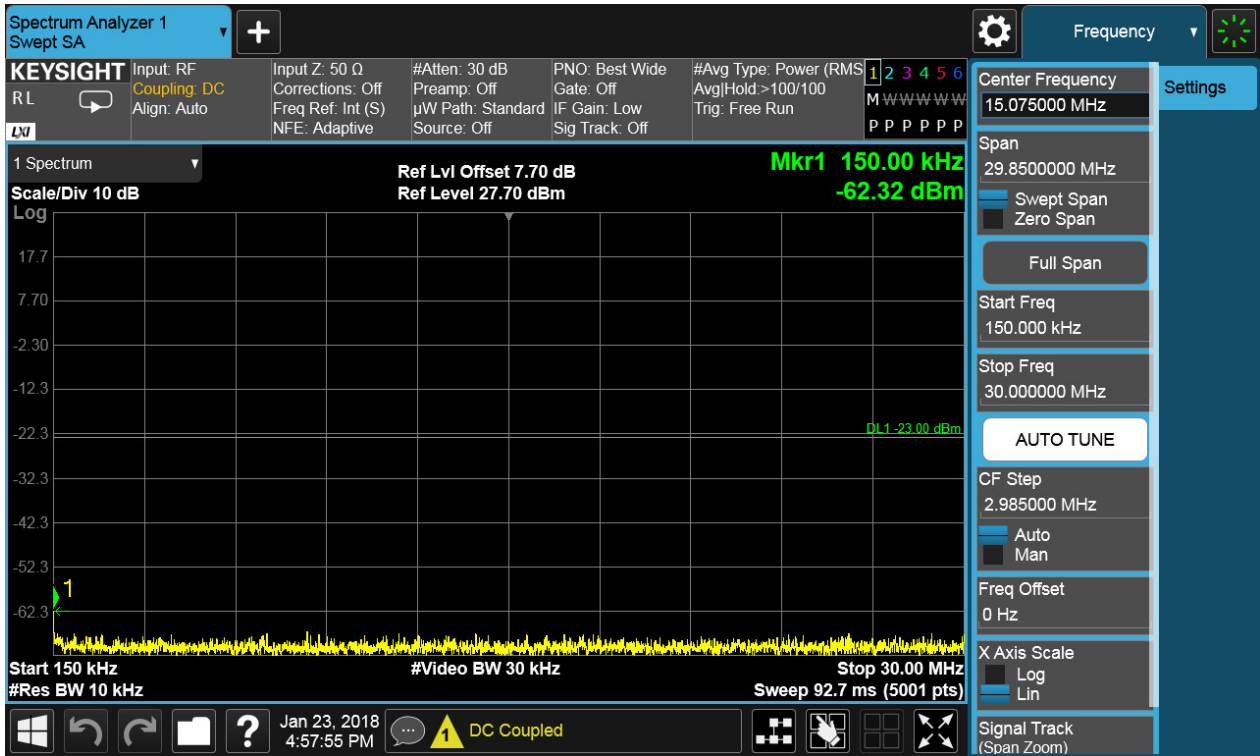 Spectrum Analyzer 1
Swept SA
+
Frequency
KEYSIGHT
R L
LXI
Input: RF
Coupling: DC
Align: Auto
Input Z: 50 Ω
Corrections: Off
Freq Ref: Int (S)
NFE: Adaptive
#Atten: 30 dB
Preamp: Off
µW Path: Standard
Source: Off
PNO: Best Wide
Gate: Off
IF Gain: Low
Sig Track: Off
#Avg Type: Power (RMS
Avg|Hold:>100/100
Trig: Free Run
1 2 3 4 5 6
M W W W W W
P P P P P P
1 Spectrum
Scale/Div 10 dB
Log
Ref Lvl Offset 7.70 dB
Ref Level 27.70 dBm
Mkr1 150.00 kHz
-62.32 dBm
17.7
7.70
-2.30
-12.3
-22.3
DL1 -23.00 dBm
-32.3
-42.3
-52.3
1
-62.3
Start 150 kHz
#Video BW 30 kHz
Stop 30.00 MHz
#Res BW 10 kHz
Sweep 92.7 ms (5001 pts)
Center Frequency
15.075000 MHz
Settings
Span
29.8500000 MHz
Swept Span
Zero Span
Full Span
Start Freq
150.000 kHz
Stop Freq
30.000000 MHz
AUTO TUNE
CF Step
2.985000 MHz
Auto
Man
Freq Offset
0 Hz
X Axis Scale
Log
Lin
Signal Track
(Span Zoom)
?
Jan 23, 2018
4:57:55 PM
1
DC Coupled